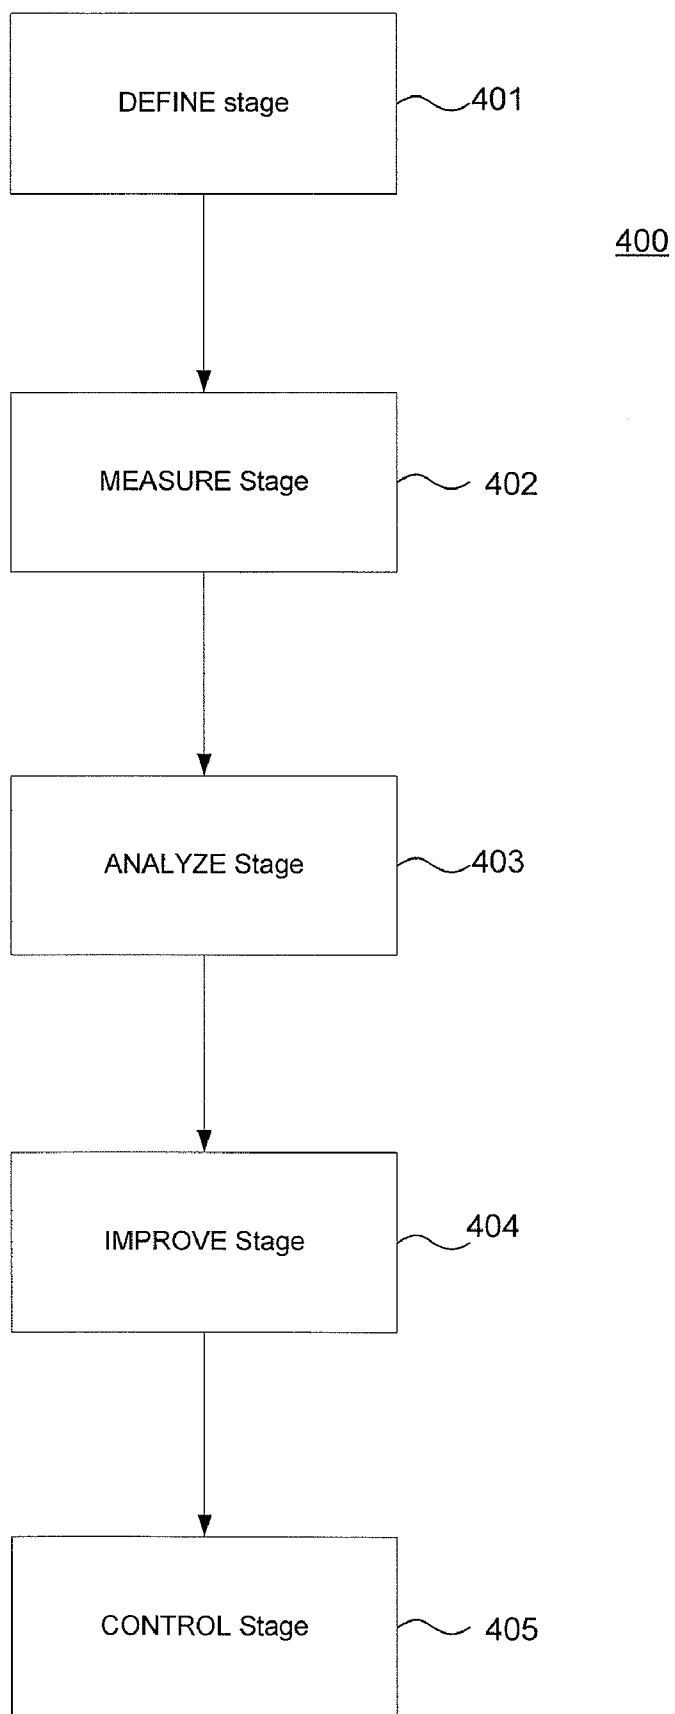 DEFINE stage
401
400
MEASURE Stage
402
ANALYZE Stage
403
IMPROVE Stage
404
CONTROL Stage
405